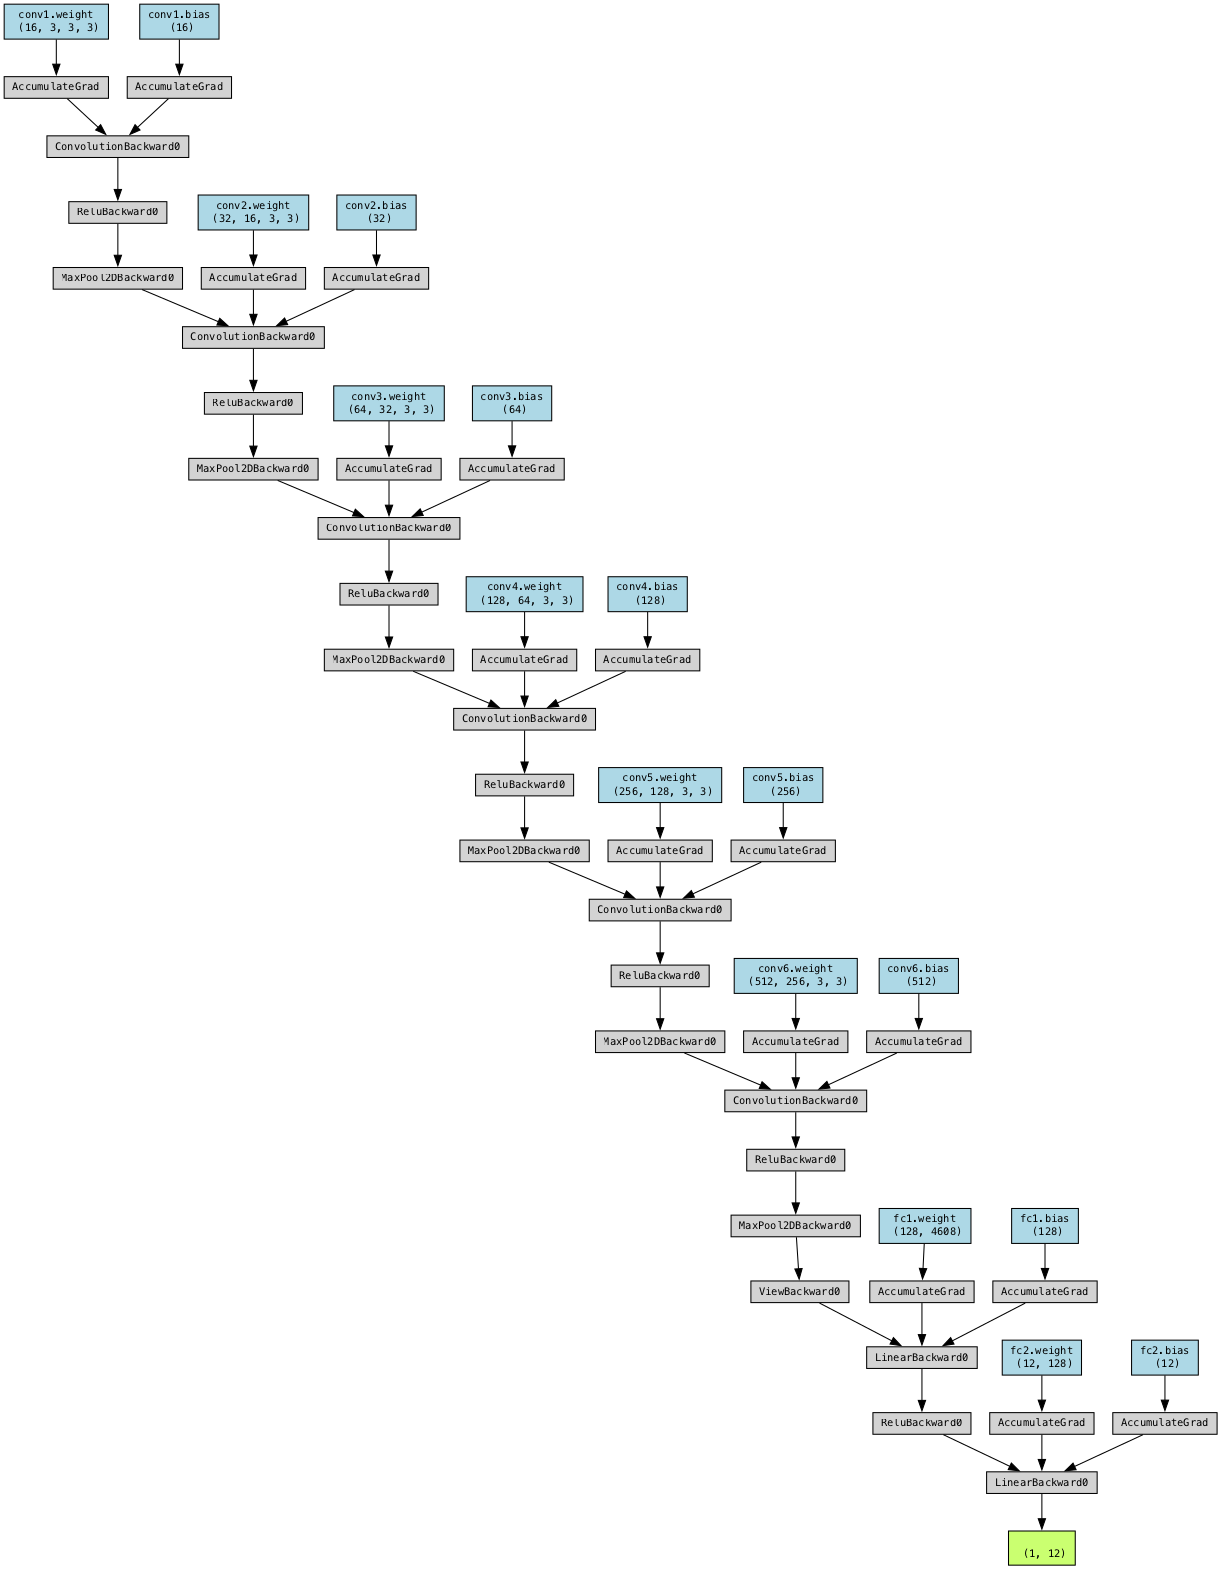 conv1.weight
(16, 3, 3, 3)
conv1.bias
(16)
AccumulateGrad
AccumulateGrad
ConvolutionBackward0
ReluBackward0
conv2.weight
(32, 16, 3, 3)
conv2.bias
(32)
MaxPool2DBackward0
AccumulateGrad
AccumulateGrad
ConvolutionBackward0
ReluBackward0
conv3.weight
(64, 32, 3, 3)
conv3.bias
(64)
MaxPool2DBackward0
AccumulateGrad
AccumulateGrad
ConvolutionBackward0
ReluBackward0
conv4.weight
(128, 64, 3, 3)
conv4.bias
(128)
MaxPool2DBackward0
AccumulateGrad
AccumulateGrad
ConvolutionBackward0
ReluBackward0
conv5.weight
(256, 128, 3, 3)
conv5.bias
(256)
MaxPool2DBackward0
AccumulateGrad
AccumulateGrad
ConvolutionBackward0
ReluBackward0
conv6.weight
(512, 256, 3, 3)
conv6.bias
(512)
MaxPool2DBackward0
AccumulateGrad
AccumulateGrad
ConvolutionBackward0
ReluBackward0
MaxPool2DBackward0
fc1.weight
(128, 4608)
fc1.bias
(128)
ViewBackward0
AccumulateGrad
AccumulateGrad
LinearBackward0
fc2.weight
(12, 128)
fc2.bias
(12)
ReluBackward0
AccumulateGrad
AccumulateGrad
LinearBackward0
(1, 12)